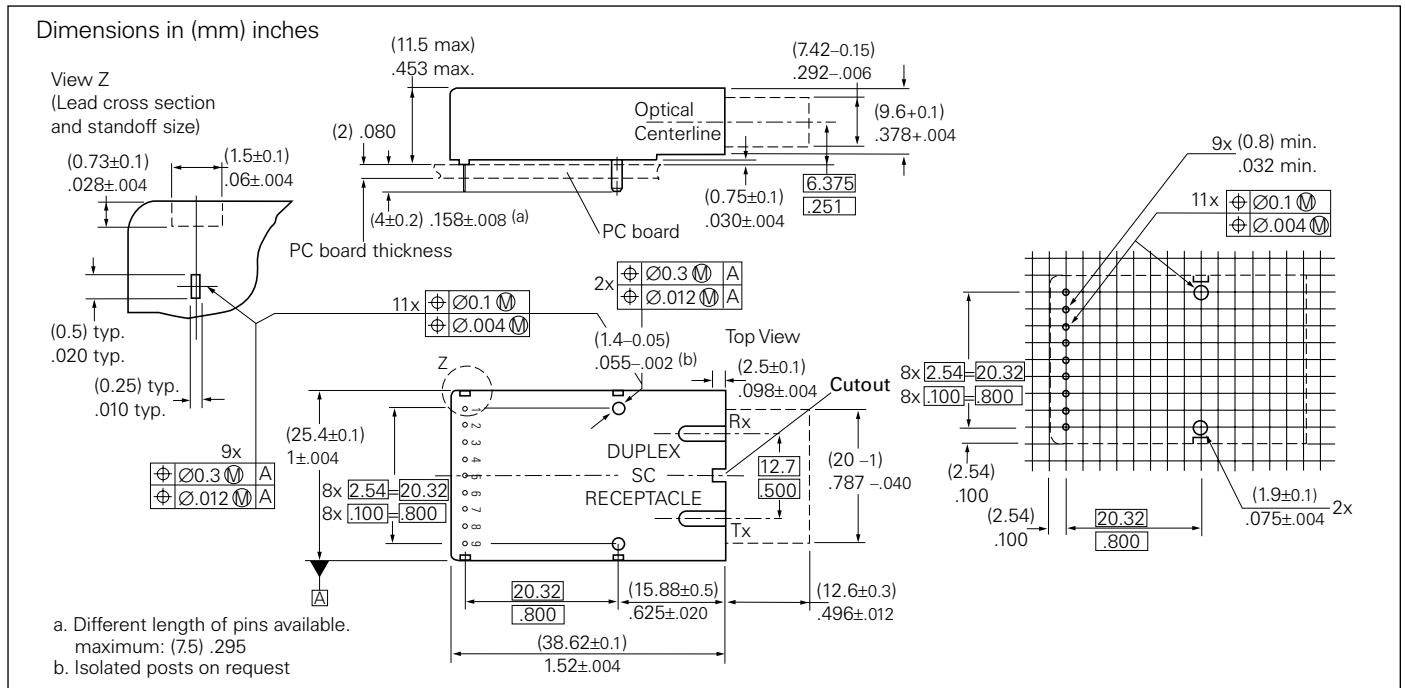 Dimensions in (mm) inches
View Z
(Lead cross section
and standoff size)
(0.73±0.1)
.028±.004
(1.5±0.1)
.06±.004
(0.5) typ.
.020 typ.
(0.25) typ.
.010 typ.
(11.5 max)
.453 max.
(2) .080
(4±0.2) .158±.008 (a)
PC board thickness
PC board
Optical
Centerline
(7.42–0.15)
.292–.006
(9.6+0.1)
.378+.004
(0.75±0.1)
.030±.004
6.375
.251
9x
⌖ Ø0.3 Ⓜ A
⌖ Ø.012 Ⓜ A
11x
⌖ Ø0.1 Ⓜ
⌖ Ø.004 Ⓜ
2x
⌖ Ø0.3 Ⓜ A
⌖ Ø.012 Ⓜ A
(1.4–0.05)
.055–.002 (b)
Top View
(2.5±0.1)
.098±.004
Cutout
Z
1
2
3
4
5
6
7
8
9
(25.4±0.1)
1±.004
8x 2.54=20.32
8x .100=.800
A
Rx
DUPLEX
SC
RECEPTACLE
Tx
12.7
.500
(20 –1)
.787 –.040
20.32
.800
(15.88±0.5)
.625±.020
(12.6±0.3)
.496±.012
(38.62±0.1)
1.52±.004
9x (0.8) min.
.032 min.
11x
⌖ Ø0.1 Ⓜ
⌖ Ø.004 Ⓜ
8x 2.54=20.32
8x .100=.800
(2.54)
.100
(2.54)
.100
20.32
.800
(1.9±0.1)
.075±.004
2x
a. Different length of pins available.
maximum: (7.5) .295
b. Isolated posts on request